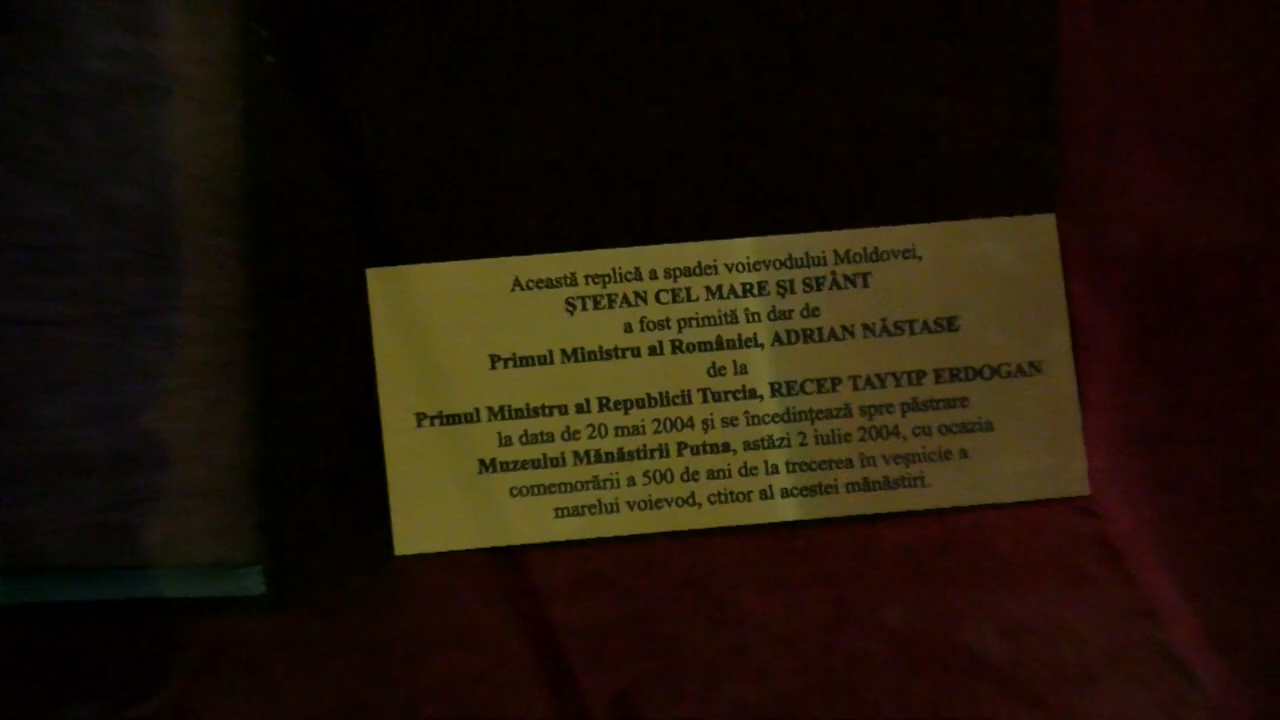 Această replică a spadei voievodului Moldovei,
ŞTEFAN CEL MARE ŞI SFÂNT
a fost primită în dar de
Primul Ministru al României, ADRIAN NĂSTASE
de la
Primul Ministru al Republicii Turcia, RECEP TAYYIP ERDOGAN
la data de 20 mai 2004 şi se încedinţează spre păstrare
Muzeului Mănăstirii Putna, astăzi 2 iulie 2004, cu ocazia
comemorării a 500 de ani de la trecerea în veşnicie a
marelui voievod, ctitor al acestei mănăstiri.